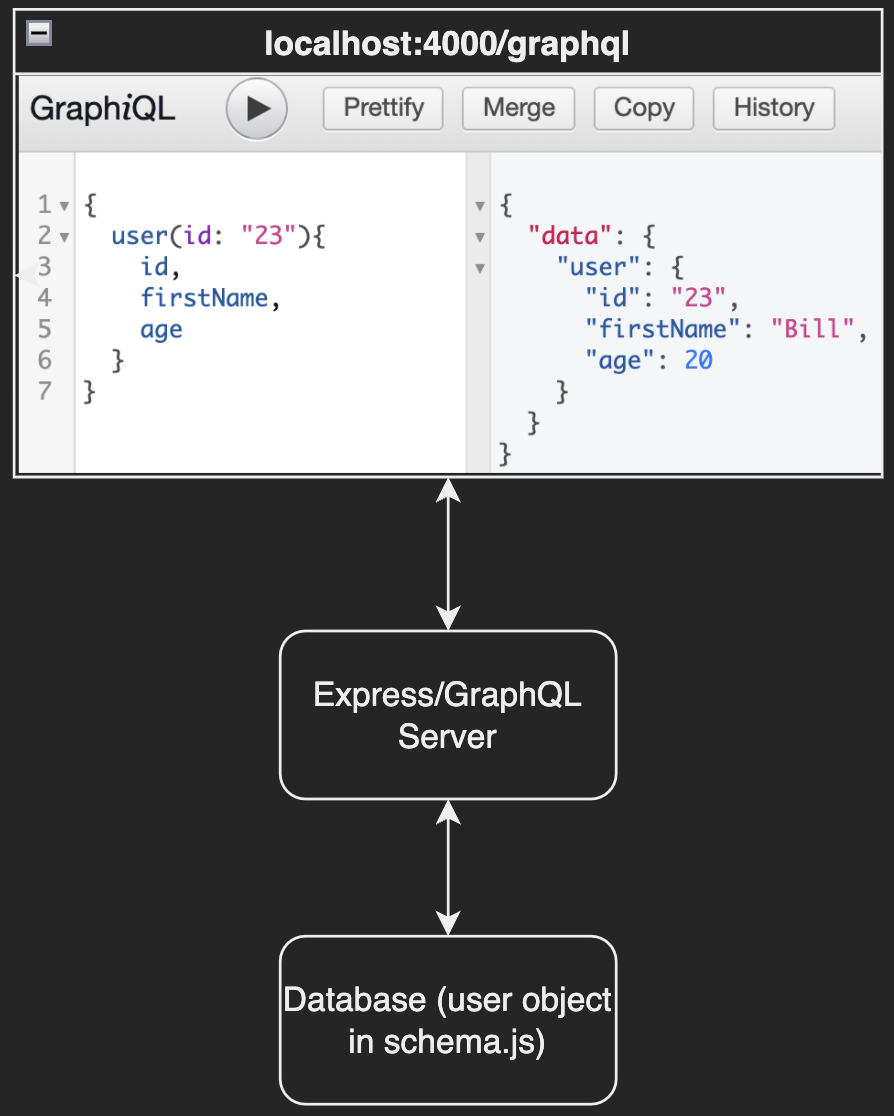 localhost:4000/graphql
GraphiQL Prettify Merge Copy History
1 {
2 user(id: "23"){
3 id,
4 firstName,
5 age
6 }
7 }
{
"data": {
"user": {
"id": "23",
"firstName": "Bill",
"age": 20
}
}
}
Express/GraphQL
Server
Database (user object
in schema.js)